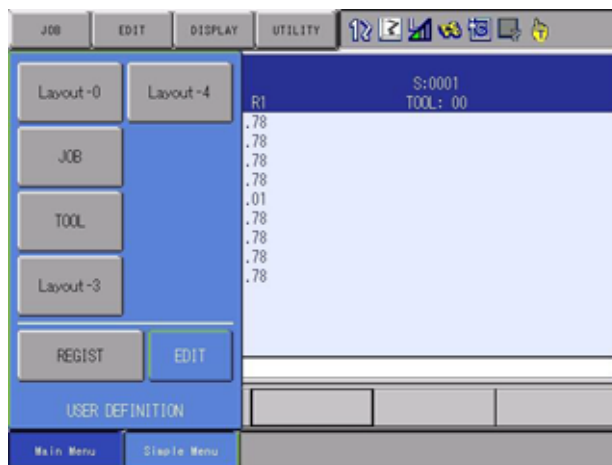 JOB EDIT DISPLAY UTILITY
Layout-0 Layout-4
S:0001
R1 TOOL: 00
.78
.78
JOB
.78
.78
.01
TOOL
.78
.78
.78
Layout-3
.78
REGIST EDIT
USER DEFINITION
Main Menu Simple Menu